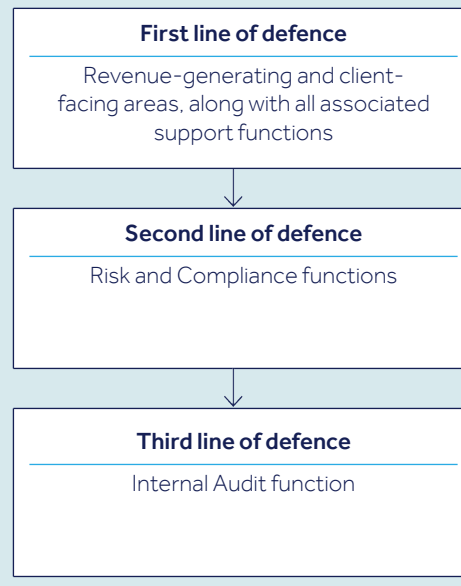 First line of defence
Revenue-generating and client-
facing areas, along with all associated
support functions
Second line of defence
Risk and Compliance functions
Third line of defence
Internal Audit function